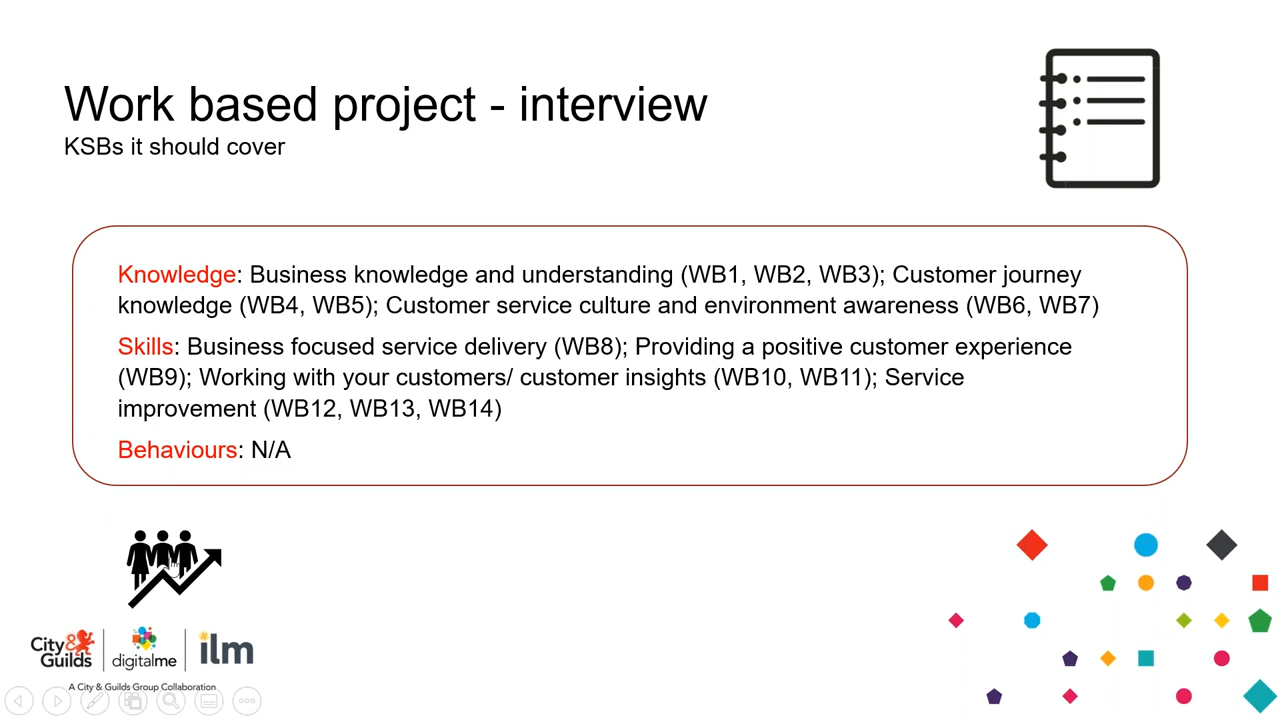 Work based project - interview
KSBs it should cover
Knowledge: Business knowledge and understanding (WB1, WB2, WB3); Customer journey
knowledge (WB4, WB5); Customer service culture and environment awareness (WB6, WB7)
Skills: Business focused service delivery (WB8); Providing a positive customer experience
(WB9); Working with your customers/ customer insights (WB10, WB11); Service
improvement (WB12, WB13, WB14)
Behaviours: N/A
City&
Guilds
digitalme
ilm
A City & Guilds Group Collaboration